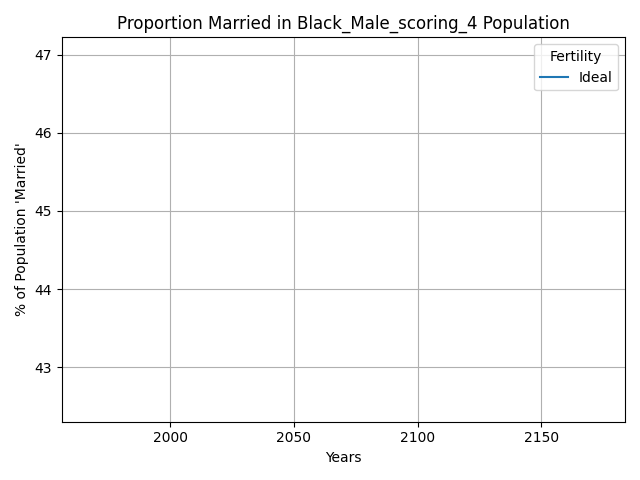 Proportion Married in Black_Male_scoring_4 Population
% of Population 'Married'
47
46
45
44
43
Fertility
Ideal
2000 2050 2100 2150
Years